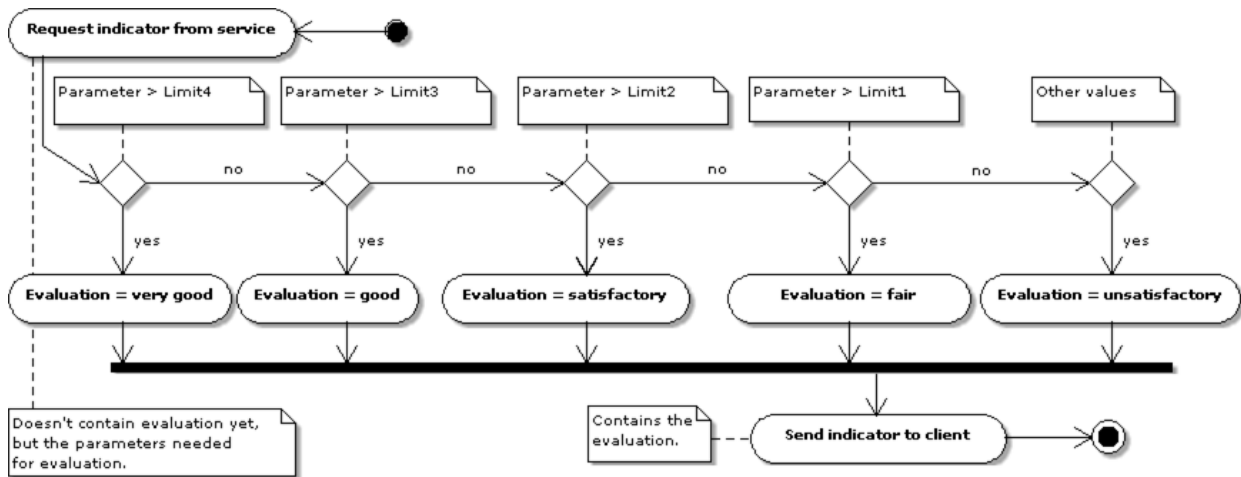 Request indicator from service
Parameter > Limit4
Parameter > Limit3
Parameter > Limit2
Parameter > Limit1
Other values
no
no
no
no
yes
yes
yes
yes
yes
Evaluation = very good
Evaluation = good
Evaluation = satisfactory
Evaluation = fair
Evaluation = unsatisfactory
Doesn't contain evaluation yet,
but the parameters needed
for evaluation.
Contains the
evaluation.
Send indicator to client